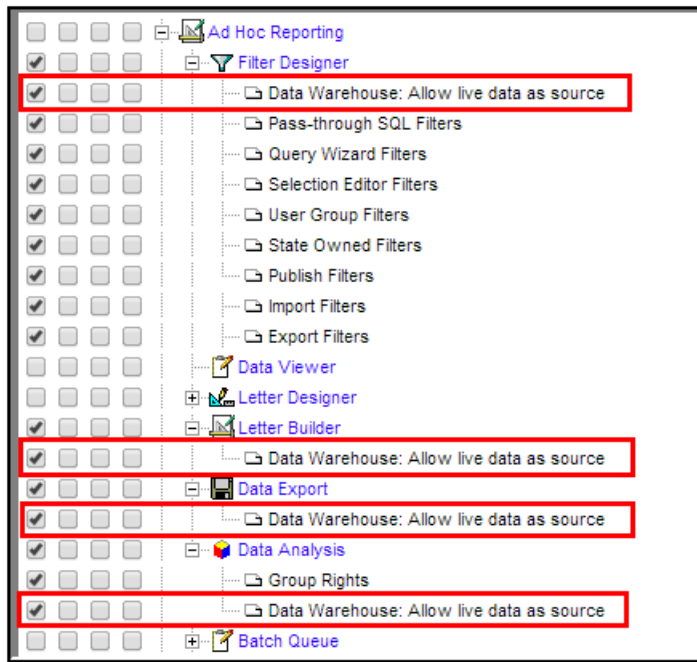 Ad Hoc Reporting
Filter Designer
Data Warehouse: Allow live data as source
Pass-through SQL Filters
Query Wizard Filters
Selection Editor Filters
User Group Filters
State Owned Filters
Publish Filters
Import Filters
Export Filters
Data Viewer
Letter Designer
Letter Builder
Data Warehouse: Allow live data as source
Data Export
Data Warehouse: Allow live data as source
Data Analysis
Group Rights
Data Warehouse: Allow live data as source
Batch Queue